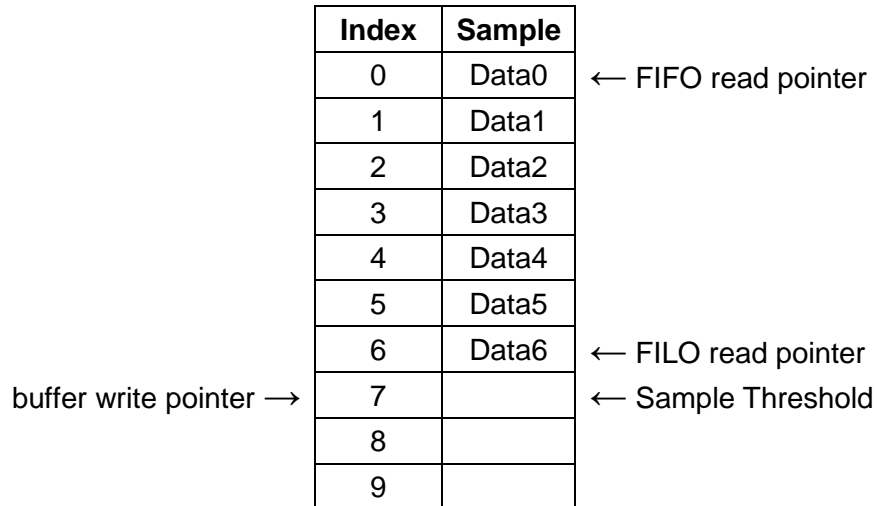 Index Sample
0 Data0 ← FIFO read pointer
1 Data1
2 Data2
3 Data3
4 Data4
5 Data5
6 Data6 ← FILO read pointer
buffer write pointer → 7 ← Sample Threshold
8
9